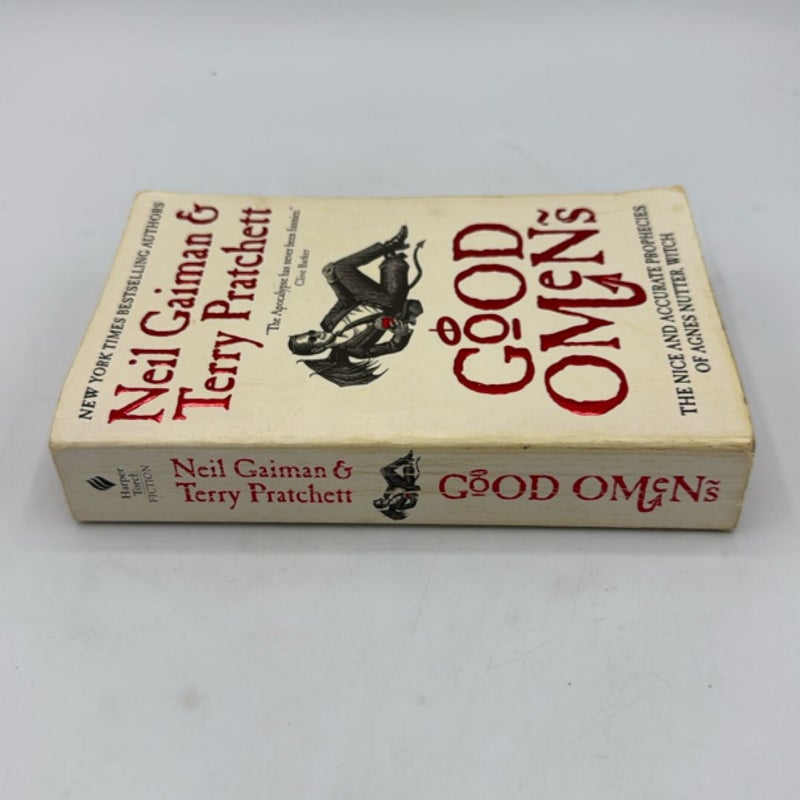 NEW YORK TIMES BESTSELLING AUTHORS
Neil Gaiman &
Terry Pratchett
"The Apocalypse has never been funnier."
Clive Barker
GOOD
OMENS
THE NICE AND ACCURATE PROPHECIES
OF AGNES NUTTER, WITCH
Harper
Torch
FICTION
Neil Gaiman &
Terry Pratchett
GOOD OMENS